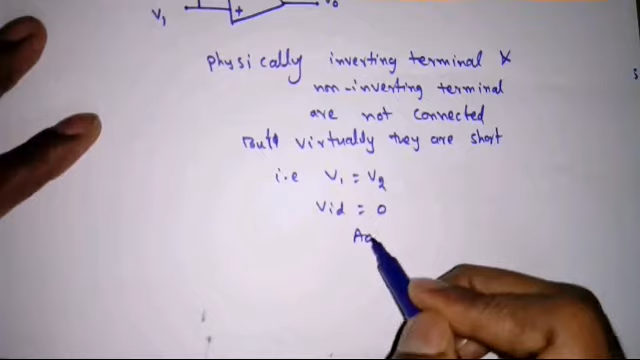 V₁ + V₀
physically inverting terminal &
non-inverting terminal
are not connected
But virtually they are short
i.e V₁ = V₂
Vid = 0